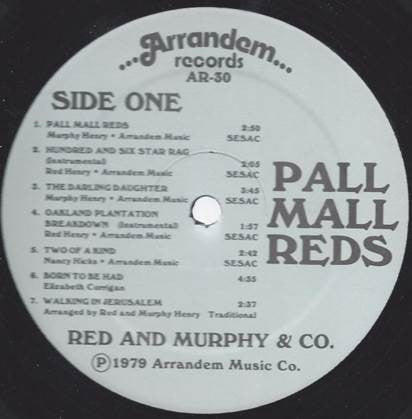 ...Arrandem...
records
AR-30
SIDE ONE
1. PALL MALL REDS 2:50
Murphy Henry • Arrandem Music SESAC
2. HUNDRED AND SIX STAR RAG
(Instrumental) 2:05
Red Henry • Arrandem Music SESAC
3. THE DARLING DAUGHTER 3:45
Murphy Henry • Arrandem Music SESAC
4. OAKLAND PLANTATION
BREAKDOWN (Instrumental) 1:57
Red Henry • Arrandem Music SESAC
5. TWO OF A KIND 2:42
Nancy Hicks • Arrandem Music SESAC
6. BORN TO BE HAD 4:35
Elizabeth Corrigan
7. WALKING IN JERUSALEM 2:37
Arranged by Red and Murphy Henry Traditional
PALL
MALL
REDS
RED AND MURPHY & CO.
Ⓟ1979 Arrandem Music Co.